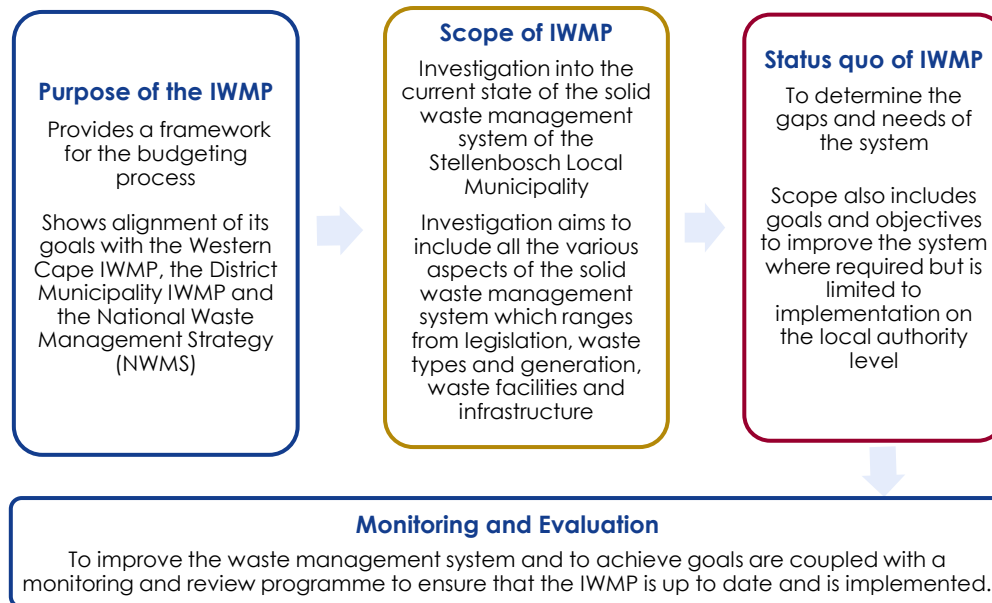 Purpose of the IWMP
Provides a framework
for the budgeting
process
Shows alignment of its
goals with the Western
Cape IWMP, the District
Municipality IWMP and
the National Waste
Management Strategy
(NWMS)
Scope of IWMP
Investigation into the
current state of the solid
waste management
system of the
Stellenbosch Local
Municipality
Investigation aims to
include all the various
aspects of the solid
waste management
system which ranges
from legislation, waste
types and generation,
waste facilities and
infrastructure
Status quo of IWMP
To determine the
gaps and needs of
the system
Scope also includes
goals and objectives
to improve the system
where required but is
limited to
implementation on
the local authority
level
Monitoring and Evaluation
To improve the waste management system and to achieve goals are coupled with a
monitoring and review programme to ensure that the IWMP is up to date and is implemented.